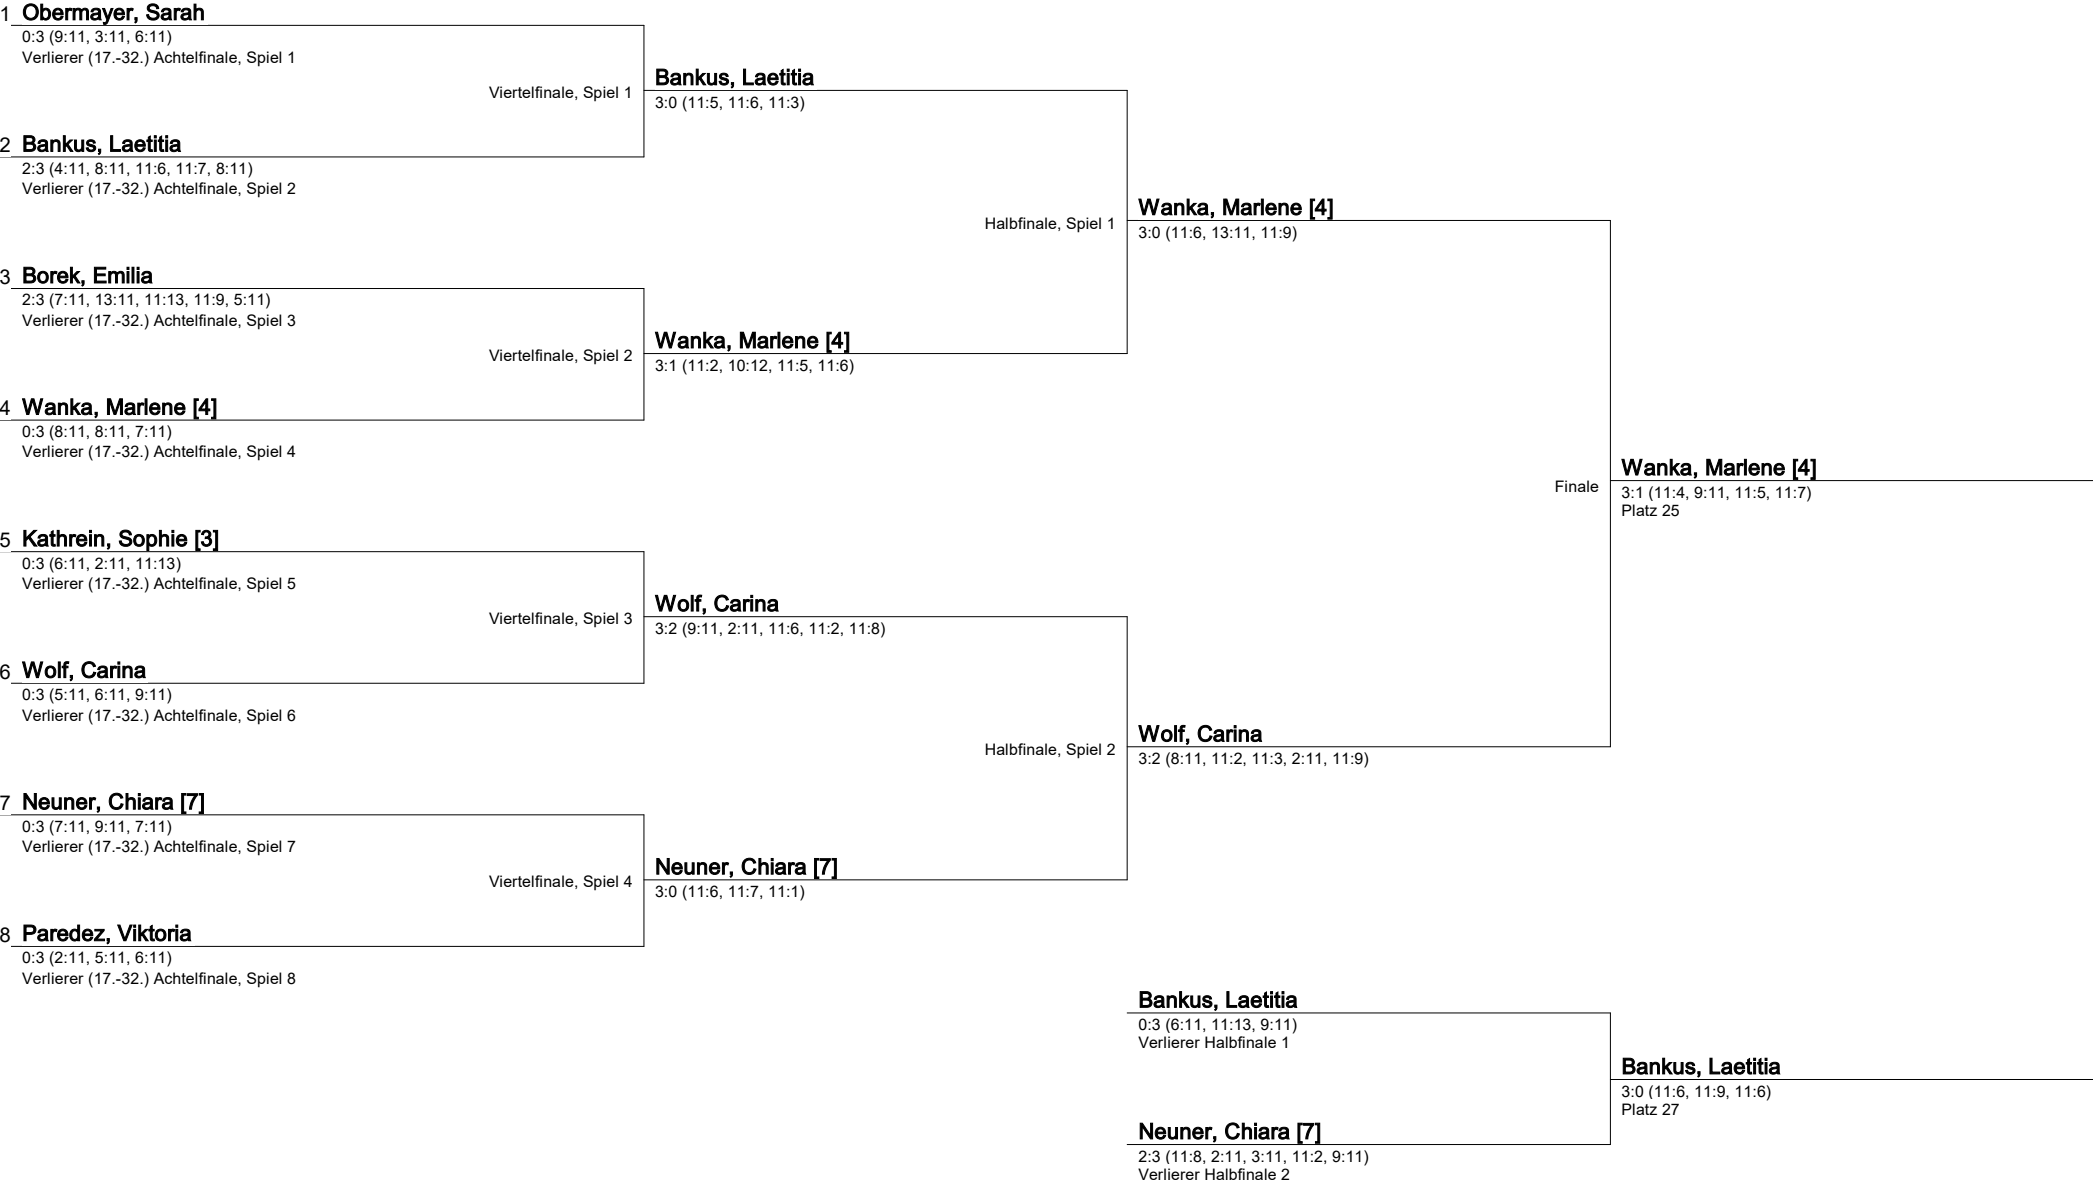 1 Obermayer, Sarah
0:3 (9:11, 3:11, 6:11)
Verlierer (17.-32.) Achtelfinale, Spiel 1
Viertelfinale, Spiel 1
Bankus, Laetitia
3:0 (11:5, 11:6, 11:3)
2 Bankus, Laetitia
2:3 (4:11, 8:11, 11:6, 11:7, 8:11)
Verlierer (17.-32.) Achtelfinale, Spiel 2
Halbfinale, Spiel 1
Wanka, Marlene [4]
3:0 (11:6, 13:11, 11:9)
3 Borek, Emilia
2:3 (7:11, 13:11, 11:13, 11:9, 5:11)
Verlierer (17.-32.) Achtelfinale, Spiel 3
Viertelfinale, Spiel 2
Wanka, Marlene [4]
3:1 (11:2, 10:12, 11:5, 11:6)
4 Wanka, Marlene [4]
0:3 (8:11, 8:11, 7:11)
Verlierer (17.-32.) Achtelfinale, Spiel 4
Finale
Wanka, Marlene [4]
3:1 (11:4, 9:11, 11:5, 11:7)
Platz 25
5 Kathrein, Sophie [3]
0:3 (6:11, 2:11, 11:13)
Verlierer (17.-32.) Achtelfinale, Spiel 5
Viertelfinale, Spiel 3
Wolf, Carina
3:2 (9:11, 2:11, 11:6, 11:2, 11:8)
6 Wolf, Carina
0:3 (5:11, 6:11, 9:11)
Verlierer (17.-32.) Achtelfinale, Spiel 6
Halbfinale, Spiel 2
Wolf, Carina
3:2 (8:11, 11:2, 11:3, 2:11, 11:9)
7 Neuner, Chiara [7]
0:3 (7:11, 9:11, 7:11)
Verlierer (17.-32.) Achtelfinale, Spiel 7
Viertelfinale, Spiel 4
Neuner, Chiara [7]
3:0 (11:6, 11:7, 11:1)
8 Paredez, Viktoria
0:3 (2:11, 5:11, 6:11)
Verlierer (17.-32.) Achtelfinale, Spiel 8
Bankus, Laetitia
0:3 (6:11, 11:13, 9:11)
Verlierer Halbfinale 1
Bankus, Laetitia
3:0 (11:6, 11:9, 11:6)
Platz 27
Neuner, Chiara [7]
2:3 (11:8, 2:11, 3:11, 11:2, 9:11)
Verlierer Halbfinale 2